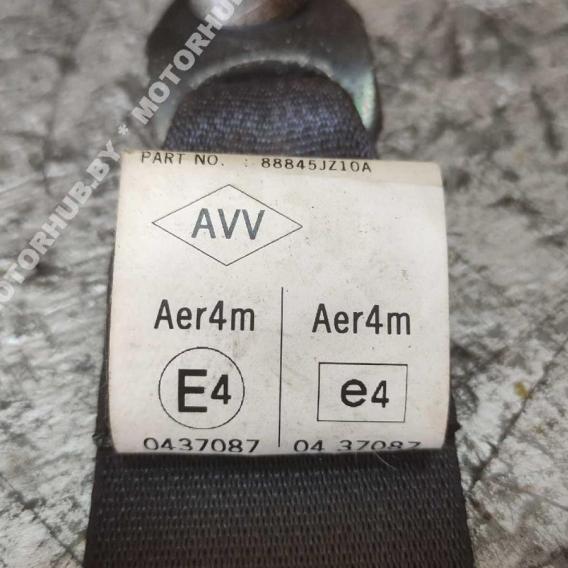 MOTORHUB.BY * MOTORHUB
PART NO. : 88845JZ10A
AVV
Aer4m Aer4m
E4 e4
0437087 04 37087